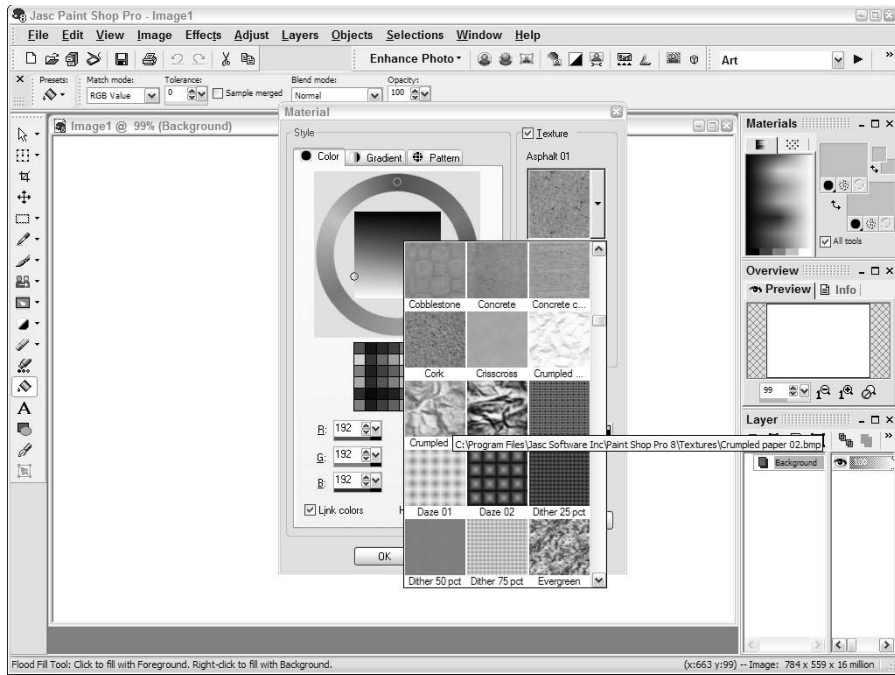 Jasc Paint Shop Pro - Image1
File Edit View Image Effects Adjust Layers Objects Selections Window Help
Enhance Photo
Art
Presets:
Match mode:
Tolerance:
Blend mode:
Opacity:
RGB Value
0
Sample merged
Normal
100
Image1 @ 99% (Background)
Material
Style
Color
Gradient
Pattern
Texture
Asphalt 01
Cobblestone
Concrete
Concrete c...
Cork
Crisscross
Crumpled ...
Crumpled
C:\Program Files\Jasc Software Inc\Paint Shop Pro 8\Textures\Crumpled paper 02.bmp
Daze 01
Daze 02
Dither 25 pct
Dither 50 pct
Dither 75 pct
Evergreen
R: 192
G: 192
B: 192
Link colors
H
OK
Materials
All tools
Overview
Preview
Info
99
Layer
Background
100
Flood Fill Tool: Click to fill with Foreground. Right-click to fill with Background.
(x:663 y:99) -- Image: 784 x 559 x 16 million